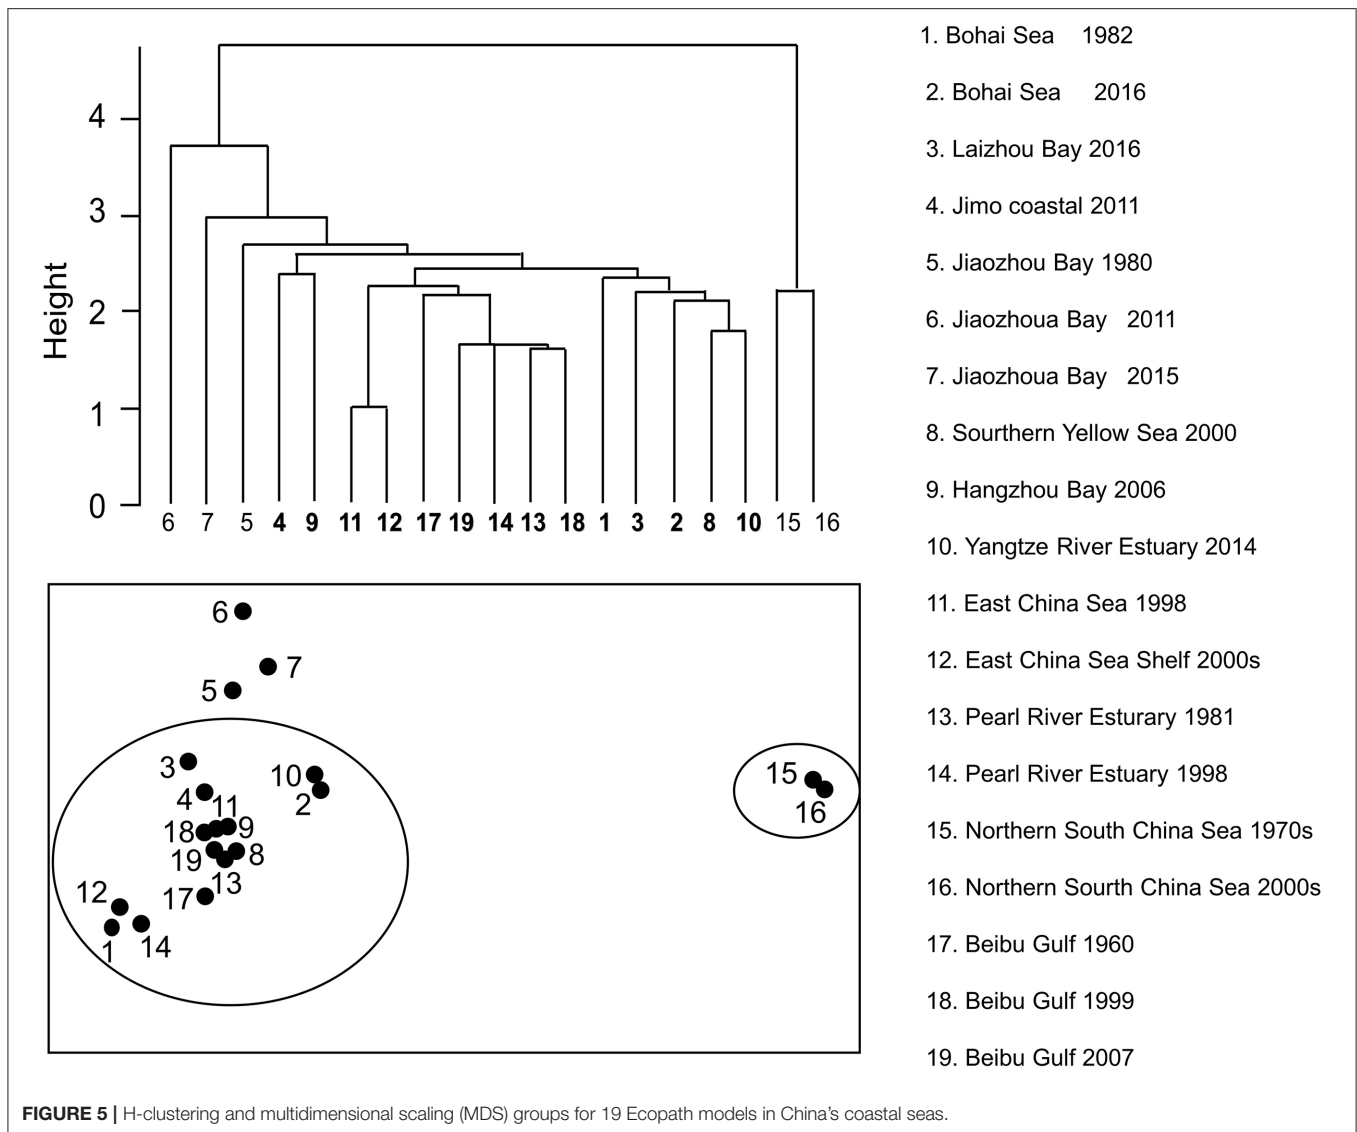 4
3
2
1
0
Height
6 7 5 4 9 11 12 17 19 14 13 18 1 3 2 8 10 15 16
1. Bohai Sea 1982
2. Bohai Sea 2016
3. Laizhou Bay 2016
4. Jimo coastal 2011
5. Jiaozhou Bay 1980
6. Jiaozhoua Bay 2011
7. Jiaozhoua Bay 2015
8. Sourthern Yellow Sea 2000
9. Hangzhou Bay 2006
10. Yangtze River Estuary 2014
11. East China Sea 1998
12. East China Sea Shelf 2000s
13. Pearl River Esturary 1981
14. Pearl River Estuary 1998
15. Northern South China Sea 1970s
16. Northern Sourth China Sea 2000s
17. Beibu Gulf 1960
18. Beibu Gulf 1999
19. Beibu Gulf 2007
6
7
5
3
10
15
4
11
2
16
18
9
19
8
13
12
17
1
14
FIGURE 5 | H-clustering and multidimensional scaling (MDS) groups for 19 Ecopath models in China's coastal seas.